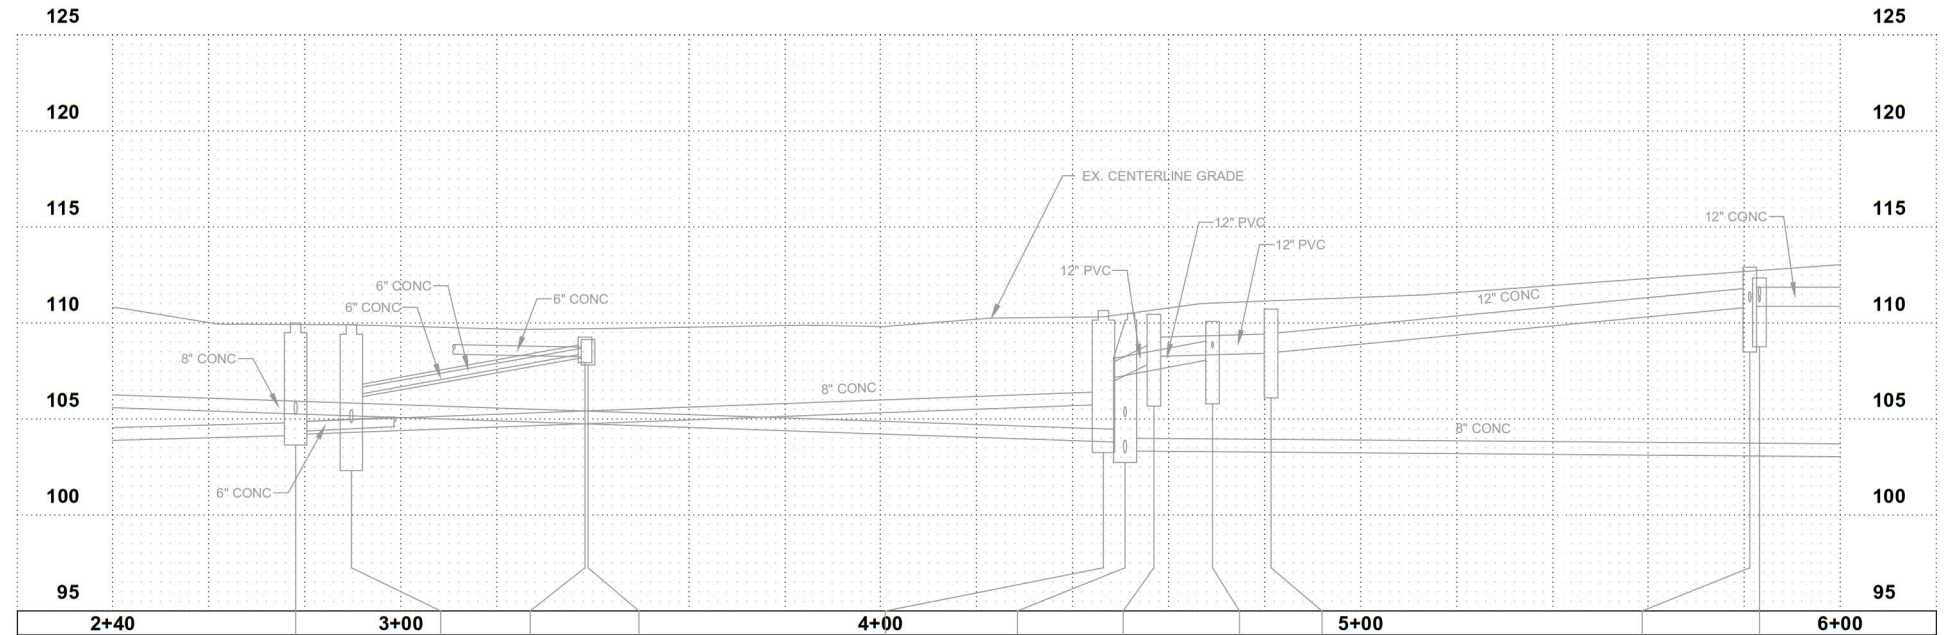 125 125
120 120
EX. CENTERLINE GRADE
115 115
12" CONC
12" PVC
12" PVC
12" PVC
6" CONC
6" CONC
12" CONC
110 110
6" CONC
8" CONC
8" CONC
105 105
8" CONC
6" CONC
100 100
95 95
2+40 3+00 4+00 5+00 6+00